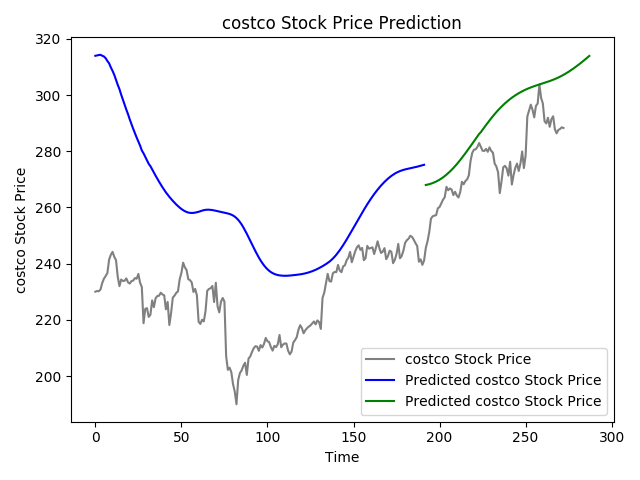 costco Stock Price Prediction
320
300
280
260
240
220
200
costco Stock Price
0
50
100
150
200
250
300
Time
costco Stock Price
Predicted costco Stock Price
Predicted costco Stock Price